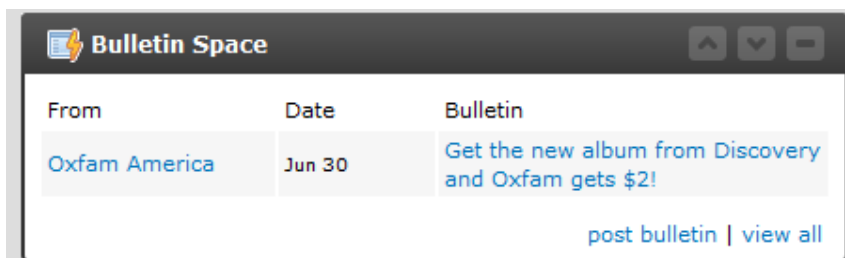 Bulletin Space
From Date Bulletin
Oxfam America Jun 30 Get the new album from Discovery
and Oxfam gets $2!
post bulletin | view all